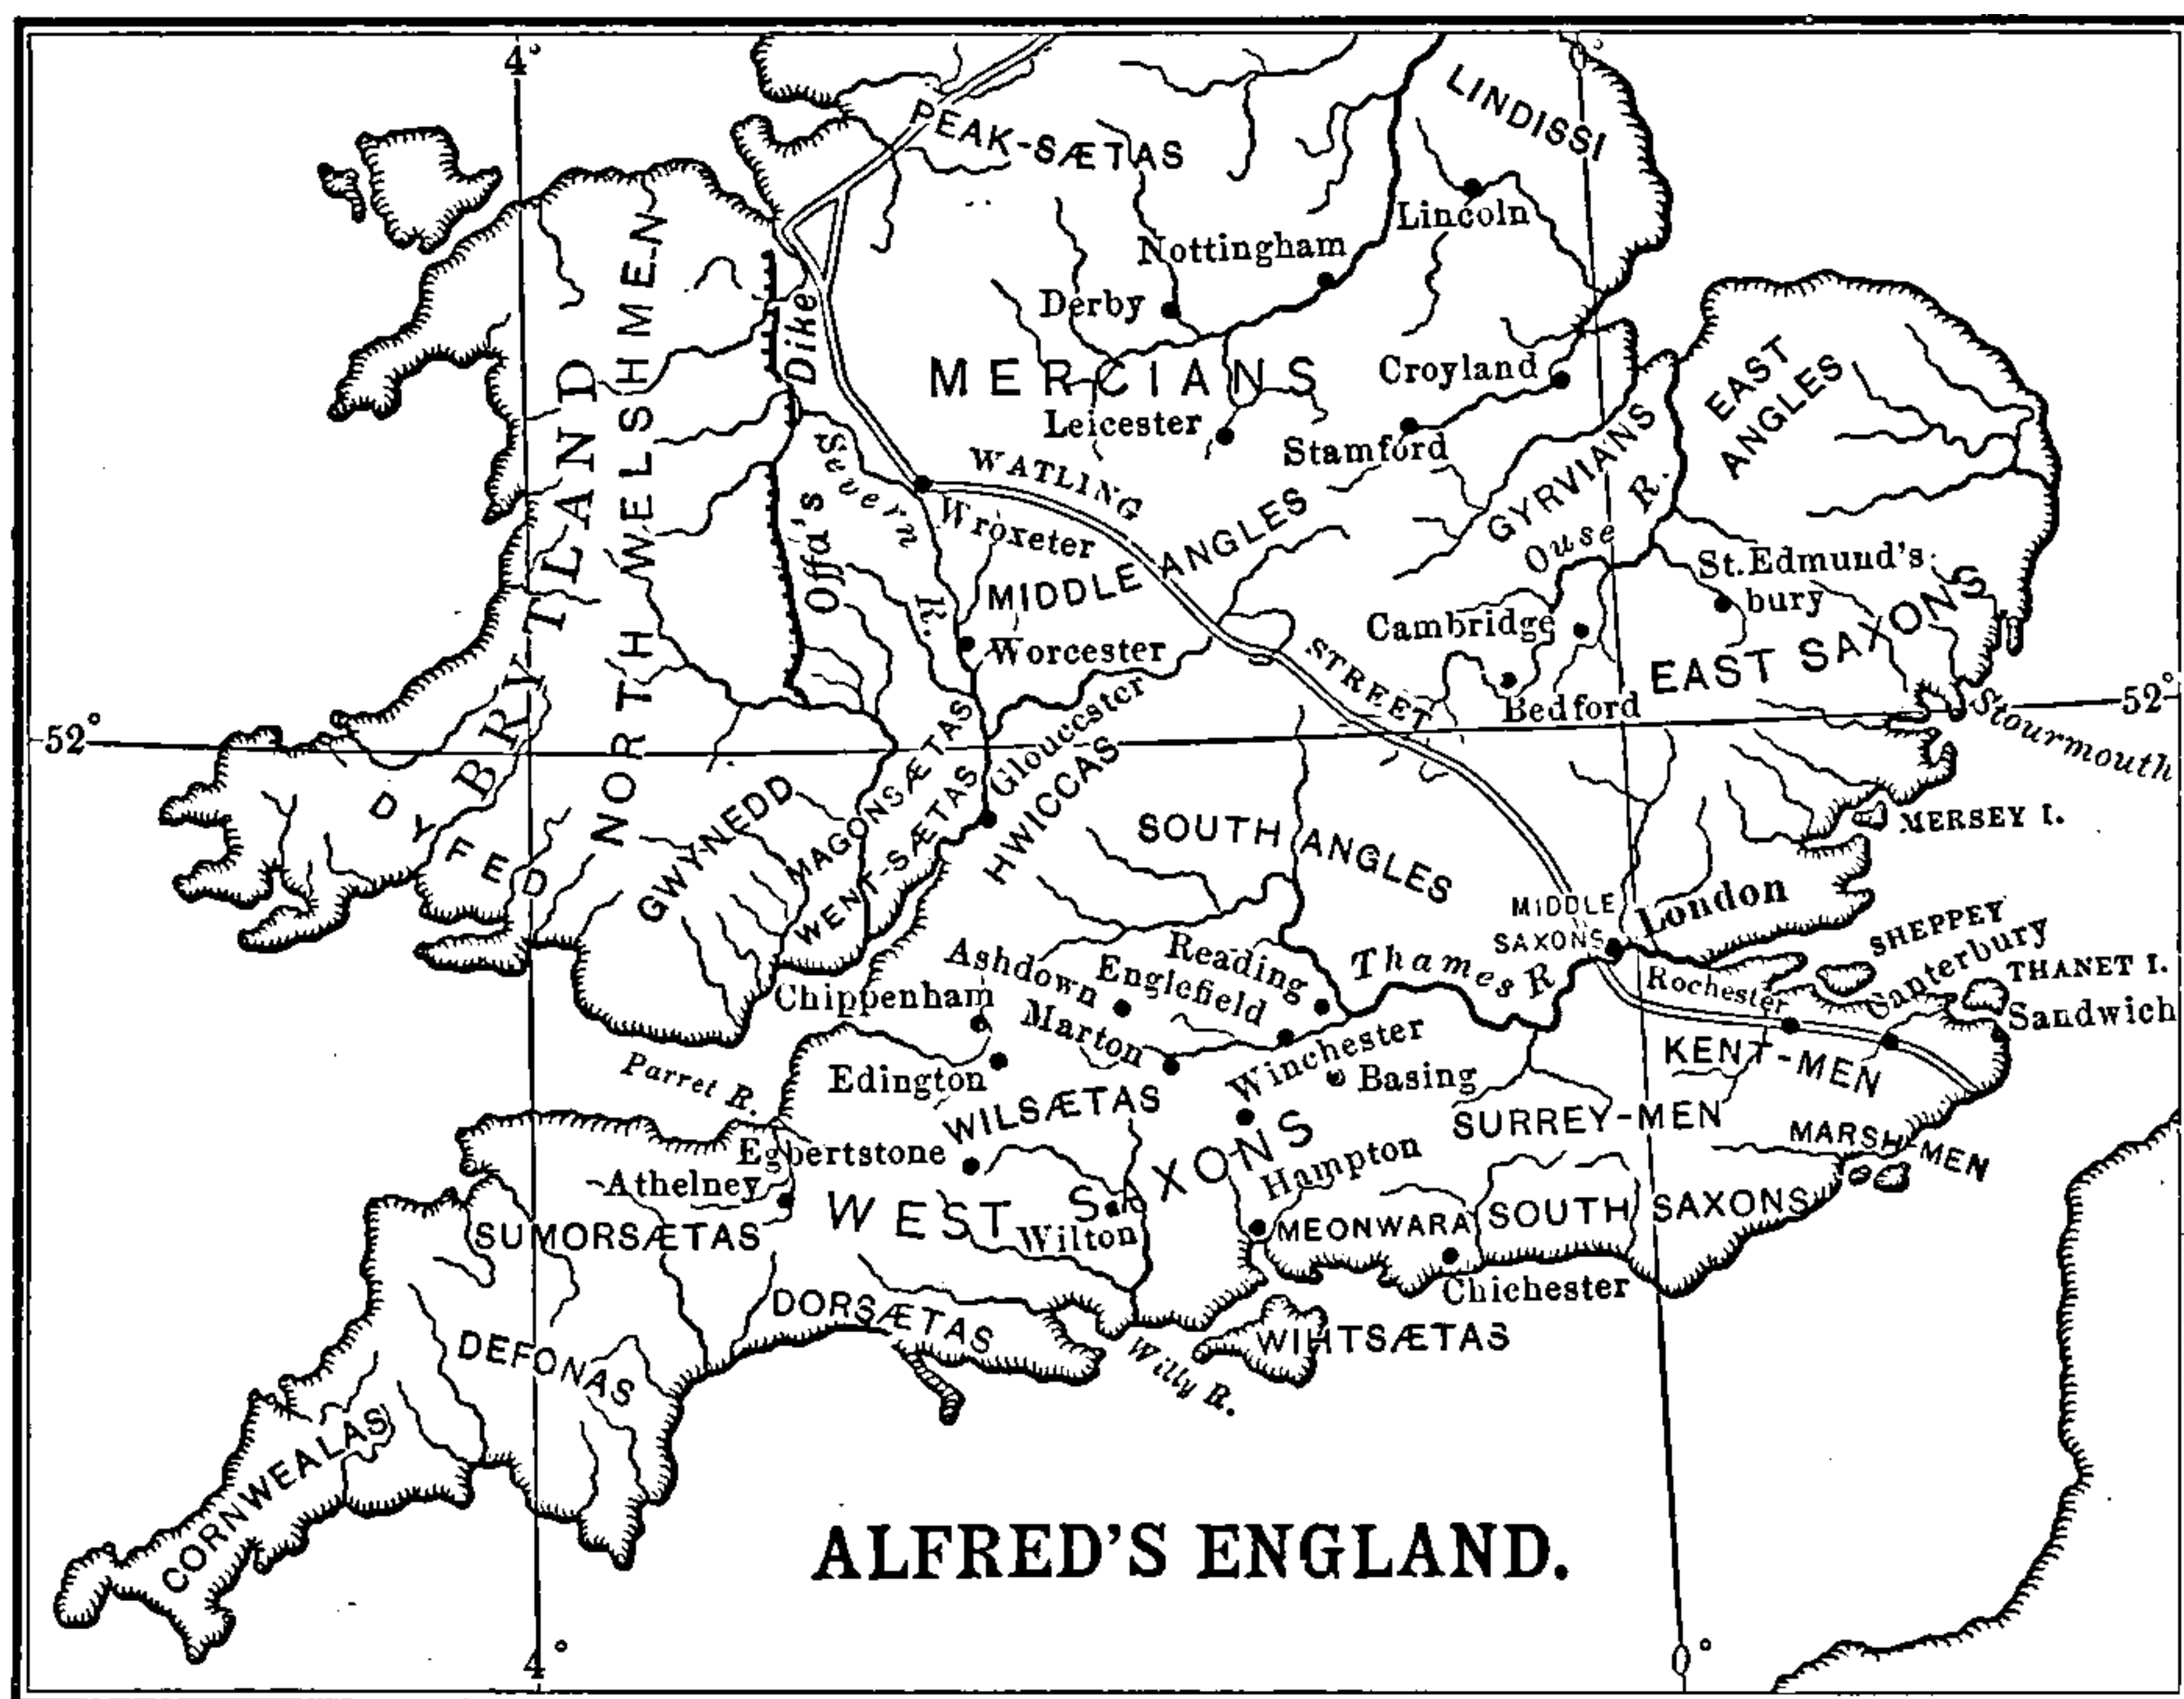 4°
0°
LINDISSI
PEAK-SÆTAS
Lincoln
Nottingham
Derby
Dike
MERCIANS
Croyland
EAST
ANGLES
Leicester
Stamford
GYRVIANS
WATLING
Severn
R.
Wroxeter
Offa's
MIDDLE ANGLES
Ouse R.
St.Edmund's
bury
Cambridge
Worcester
STREET
EAST SAXONS
Bedford
BRYTLAND
NORTH WELSHMEN
52°
52°
Stourmouth
Gloucester
HWICCAS
MAGONSÆTAS
WENT-SÆTAS
GWYNEDD
DYFED
SOUTH ANGLES
MERSEY I.
MIDDLE
SAXONS
London
SHEPPEY
Canterbury
THANET I.
Sandwich
Rochester
Thames R
Reading
Englefield
Ashdown
Marton
Chippenham
Edington
Parret R.
Winchester
Basing
KENT-MEN
WILSÆTAS
SURREY-MEN
MARSH-MEN
Egbertstone
Athelney
WEST SAXONS
Hampton
Wilton
SUMORSÆTAS
MEONWARA
SOUTH SAXONS
Chichester
DORSÆTAS
WIHTSÆTAS
Willy R.
DEFONAS
CORNWEALAS
ALFRED'S ENGLAND.
4°
0°